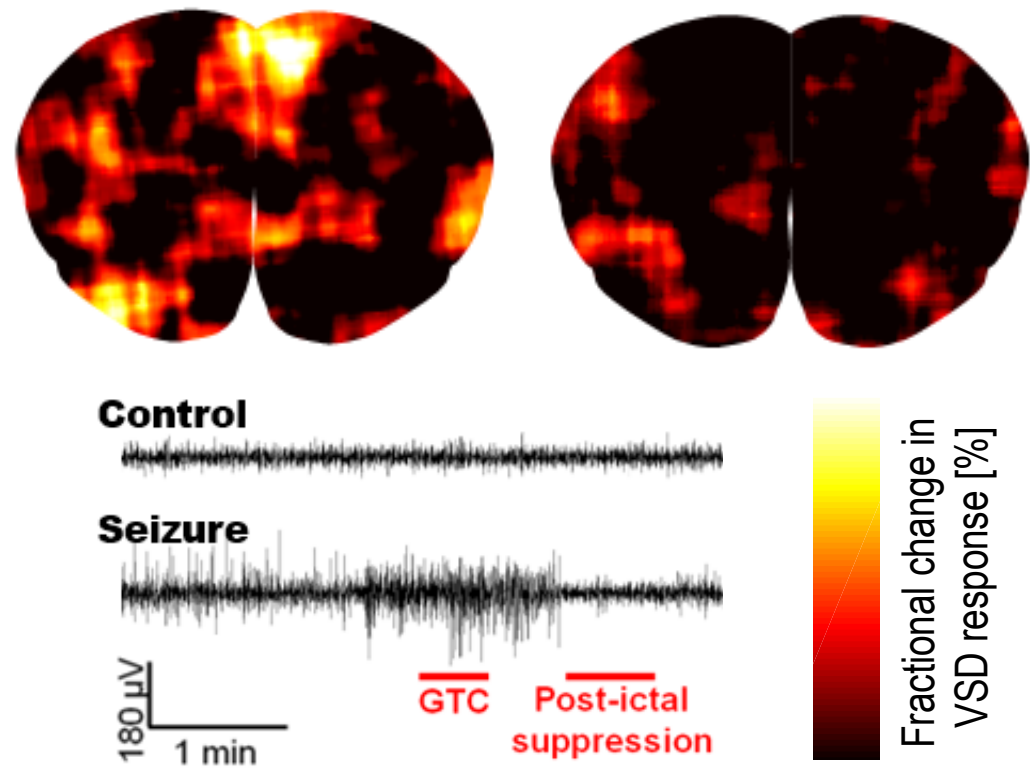 Control
Seizure
GTC
Post-ictal
suppression
180 µV
1 min
Fractional change in
VSD response [%]